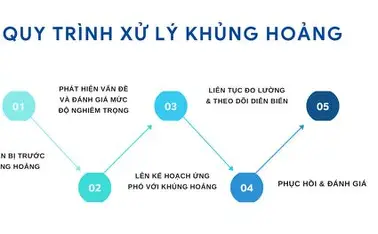 QUY TRÌNH XỬ LÝ KHỦNG HOẢNG
01
BỊ TRƯỚC
HOẢNG
PHÁT HIỆN VẤN ĐỀ
VÀ ĐÁNH GIÁ MỨC
ĐỘ NGHIÊM TRỌNG
02
03
LÊN KẾ HOẠCH ỨNG
PHÓ VỚI KHỦNG HOẢNG
LIÊN TỤC ĐO LƯỜNG
& THEO DÕI DIỄN BIẾN
04
05
PHỤC HỒI & ĐÁNH GIÁ